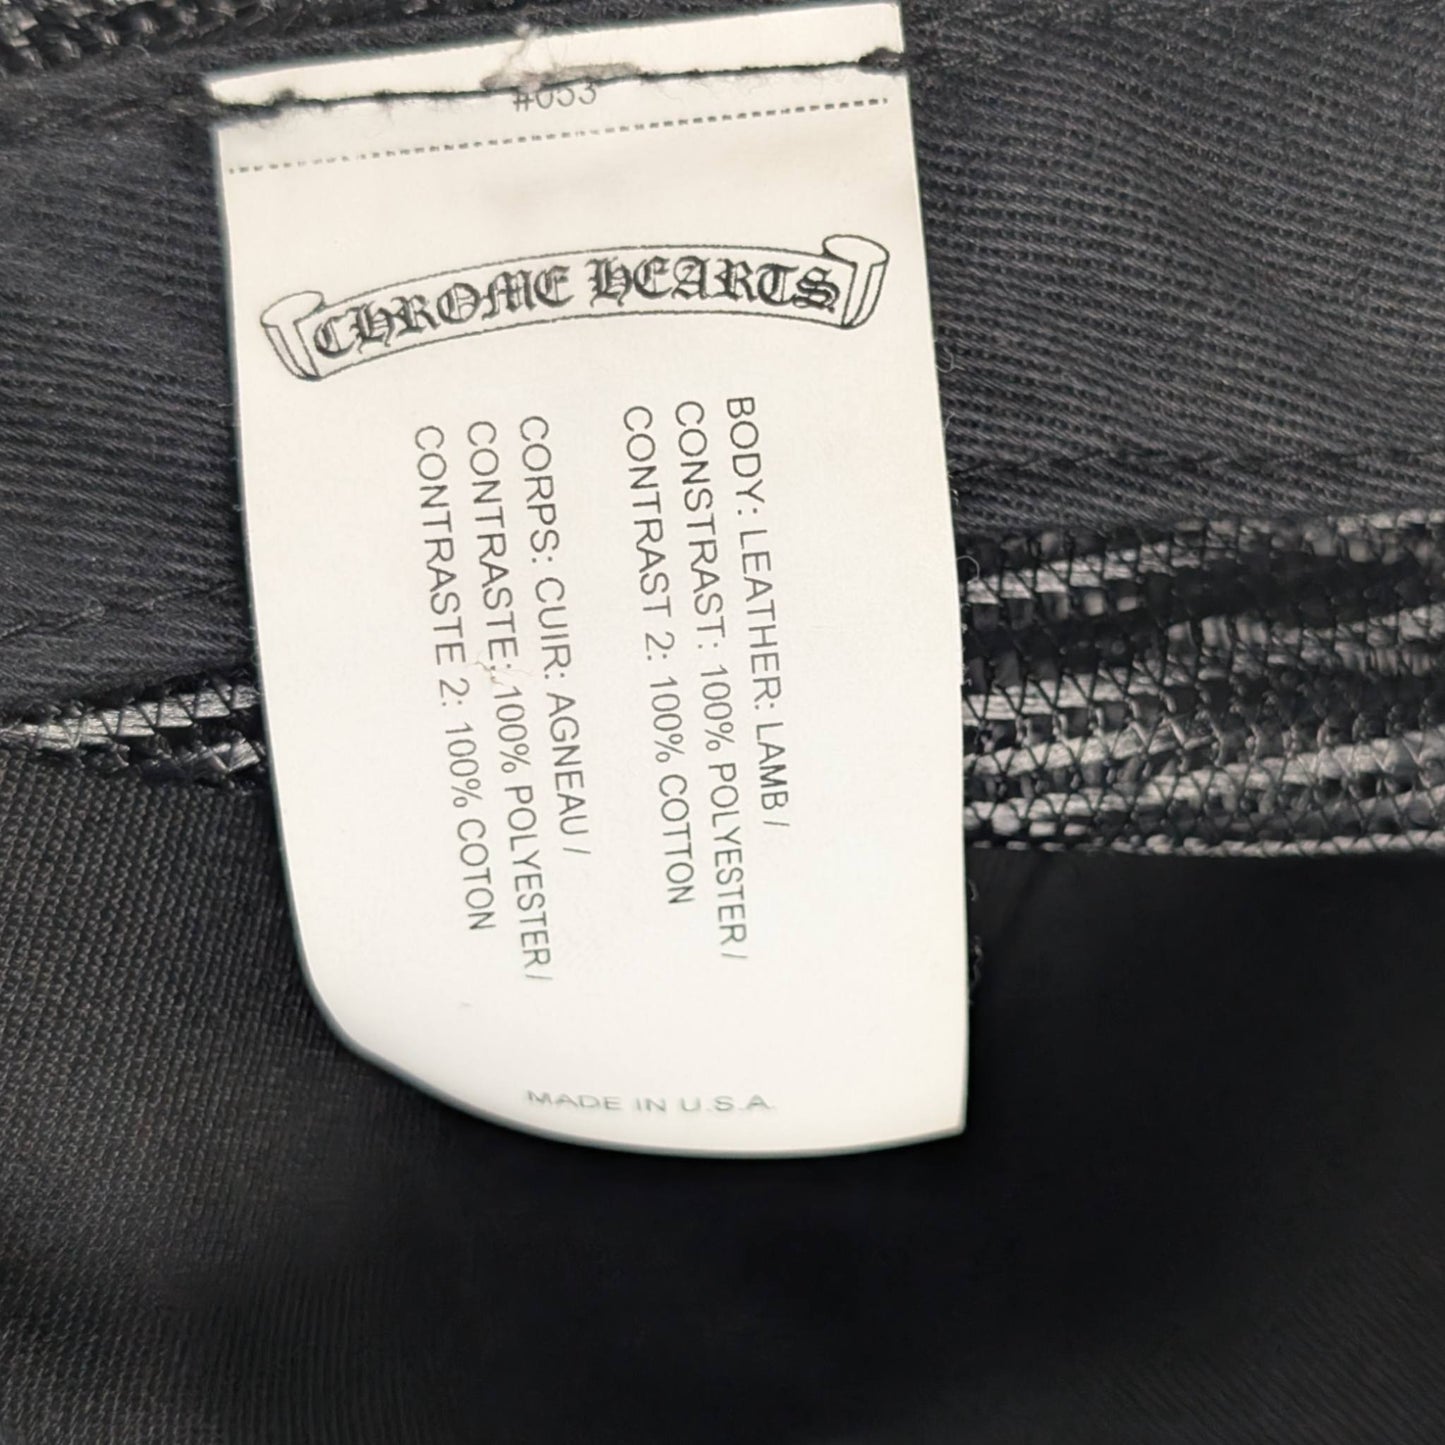 #053
CHROME HEARTS
BODY: LEATHER: LAMB /
CONSTRAST: 100% POLYESTER /
CONTRAST 2: 100% COTTON
CORPS: CUIR: AGNEAU /
CONTRASTE: 100% POLYESTER /
CONTRASTE 2: 100% COTON
MADE IN U.S.A.